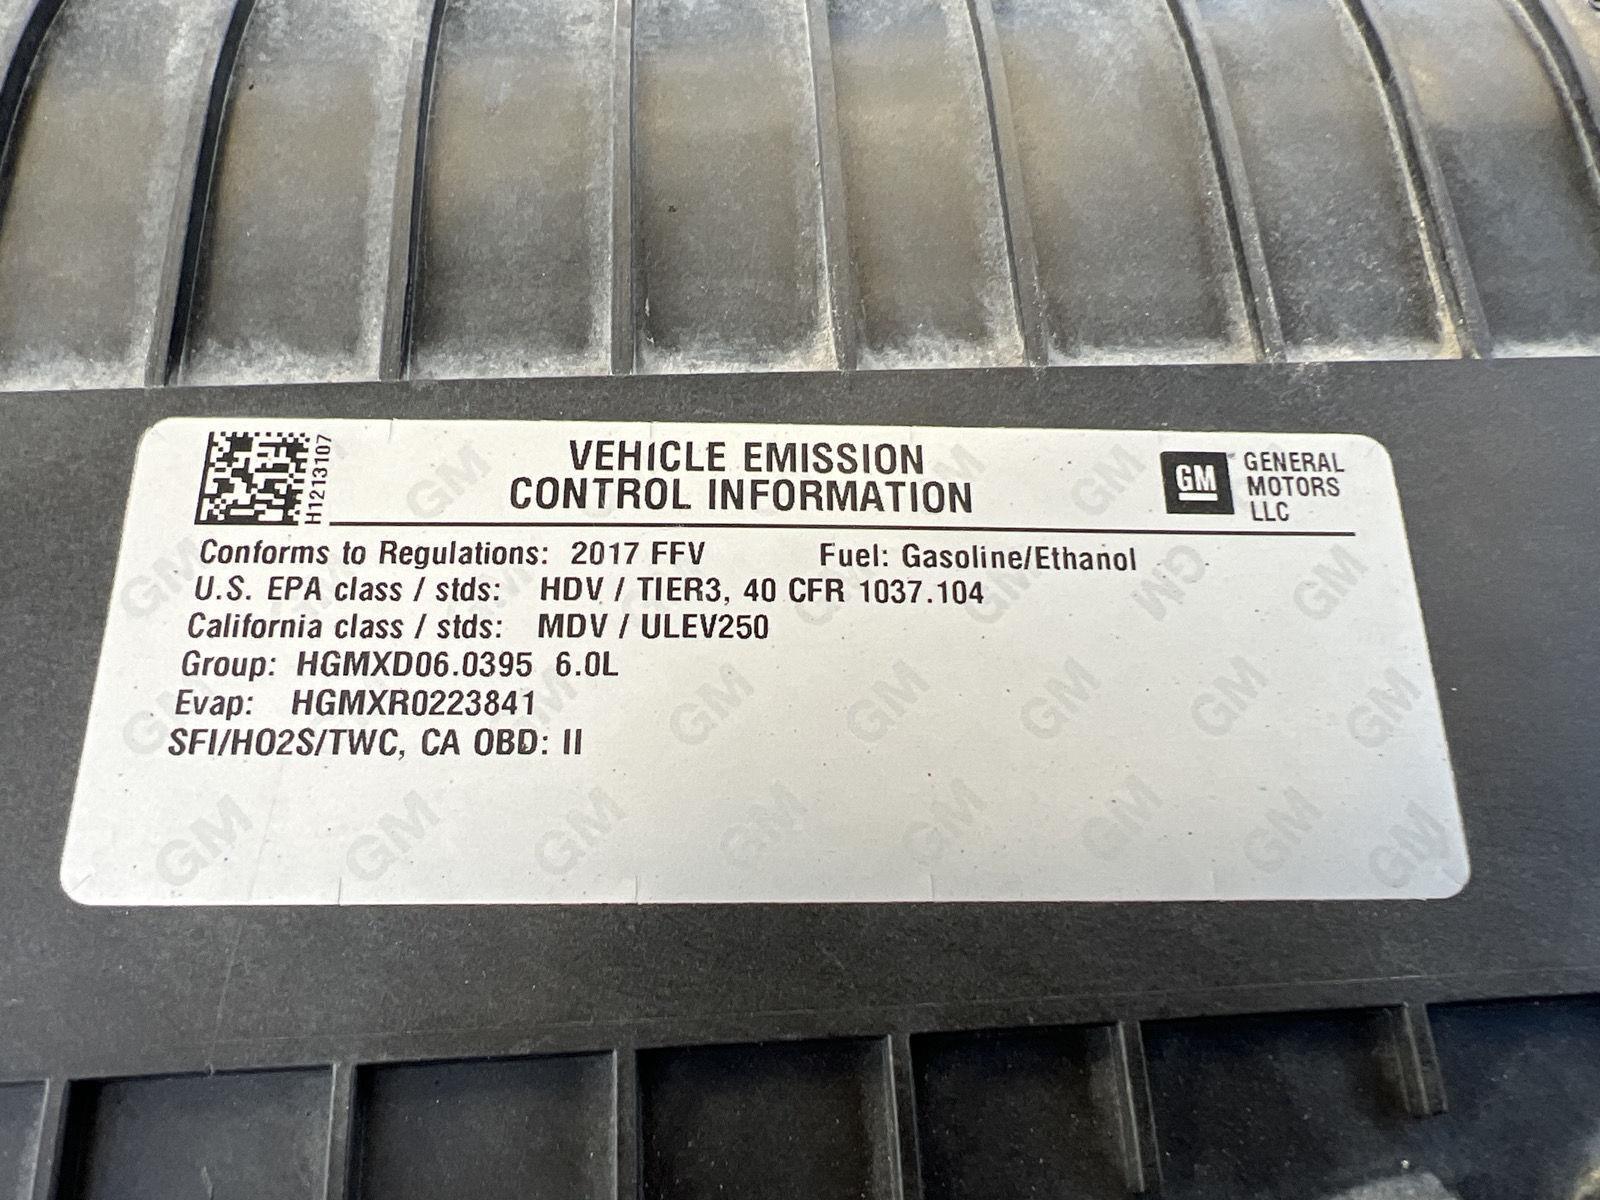 H1213107
VEHICLE EMISSION
CONTROL INFORMATION
GM GENERAL
MOTORS
LLC
Conforms to Regulations: 2017 FFV Fuel: Gasoline/Ethanol
U.S. EPA class / stds: HDV / TIER3, 40 CFR 1037.104
California class / stds: MDV / ULEV250
Group: HGMXD06.0395 6.0L
Evap: HGMXR0223841
SFI/HO2S/TWC, CA OBD: II